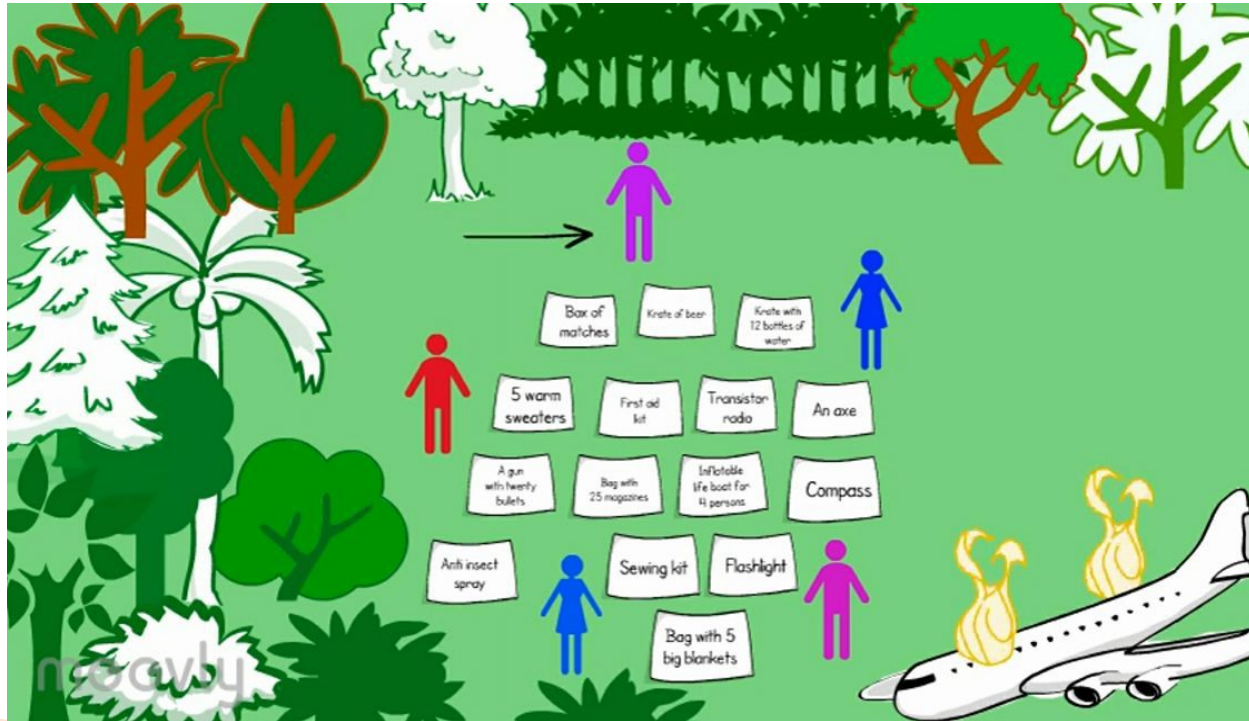 Box of
matches
Krate of beer
Krate with
12 bottles of
water
5 warm
sweaters
First aid
kit
Transistor
radio
An axe
A gun
with twenty
bullets
Bag with
25 magazines
Inflatable
life boat for
4 persons
Compass
Anti insect
spray
Sewing kit
Flashlight
Bag with 5
big blankets
moovly